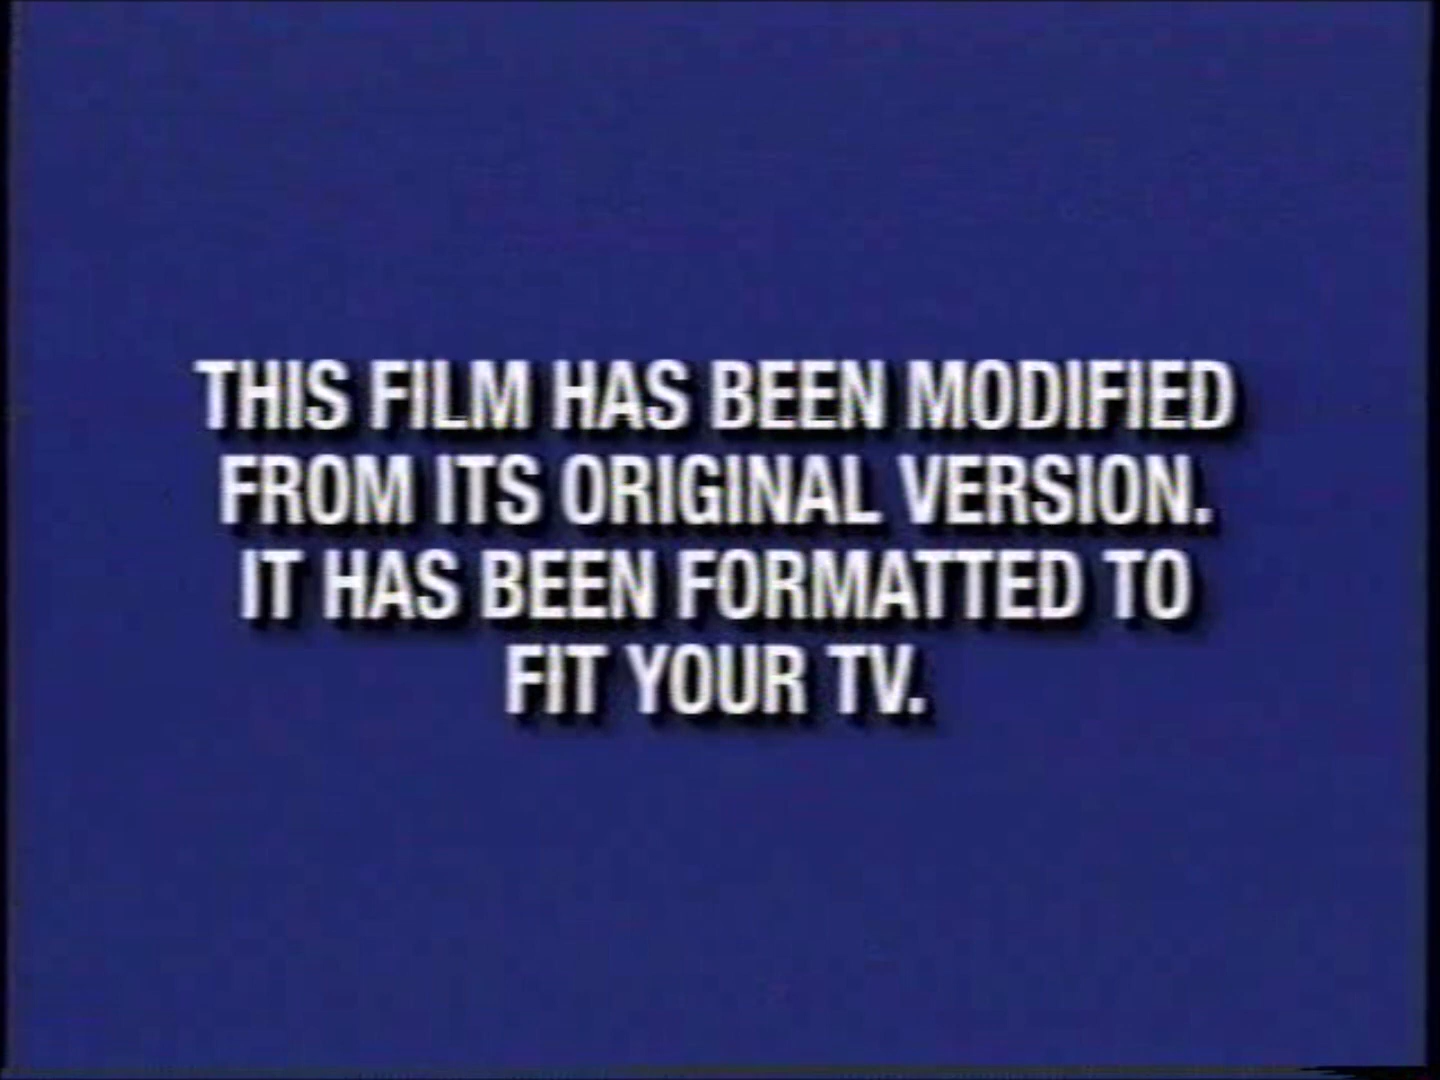 THIS FILM HAS BEEN MODIFIED
FROM ITS ORIGINAL VERSION.
IT HAS BEEN FORMATTED TO
FIT YOUR TV.